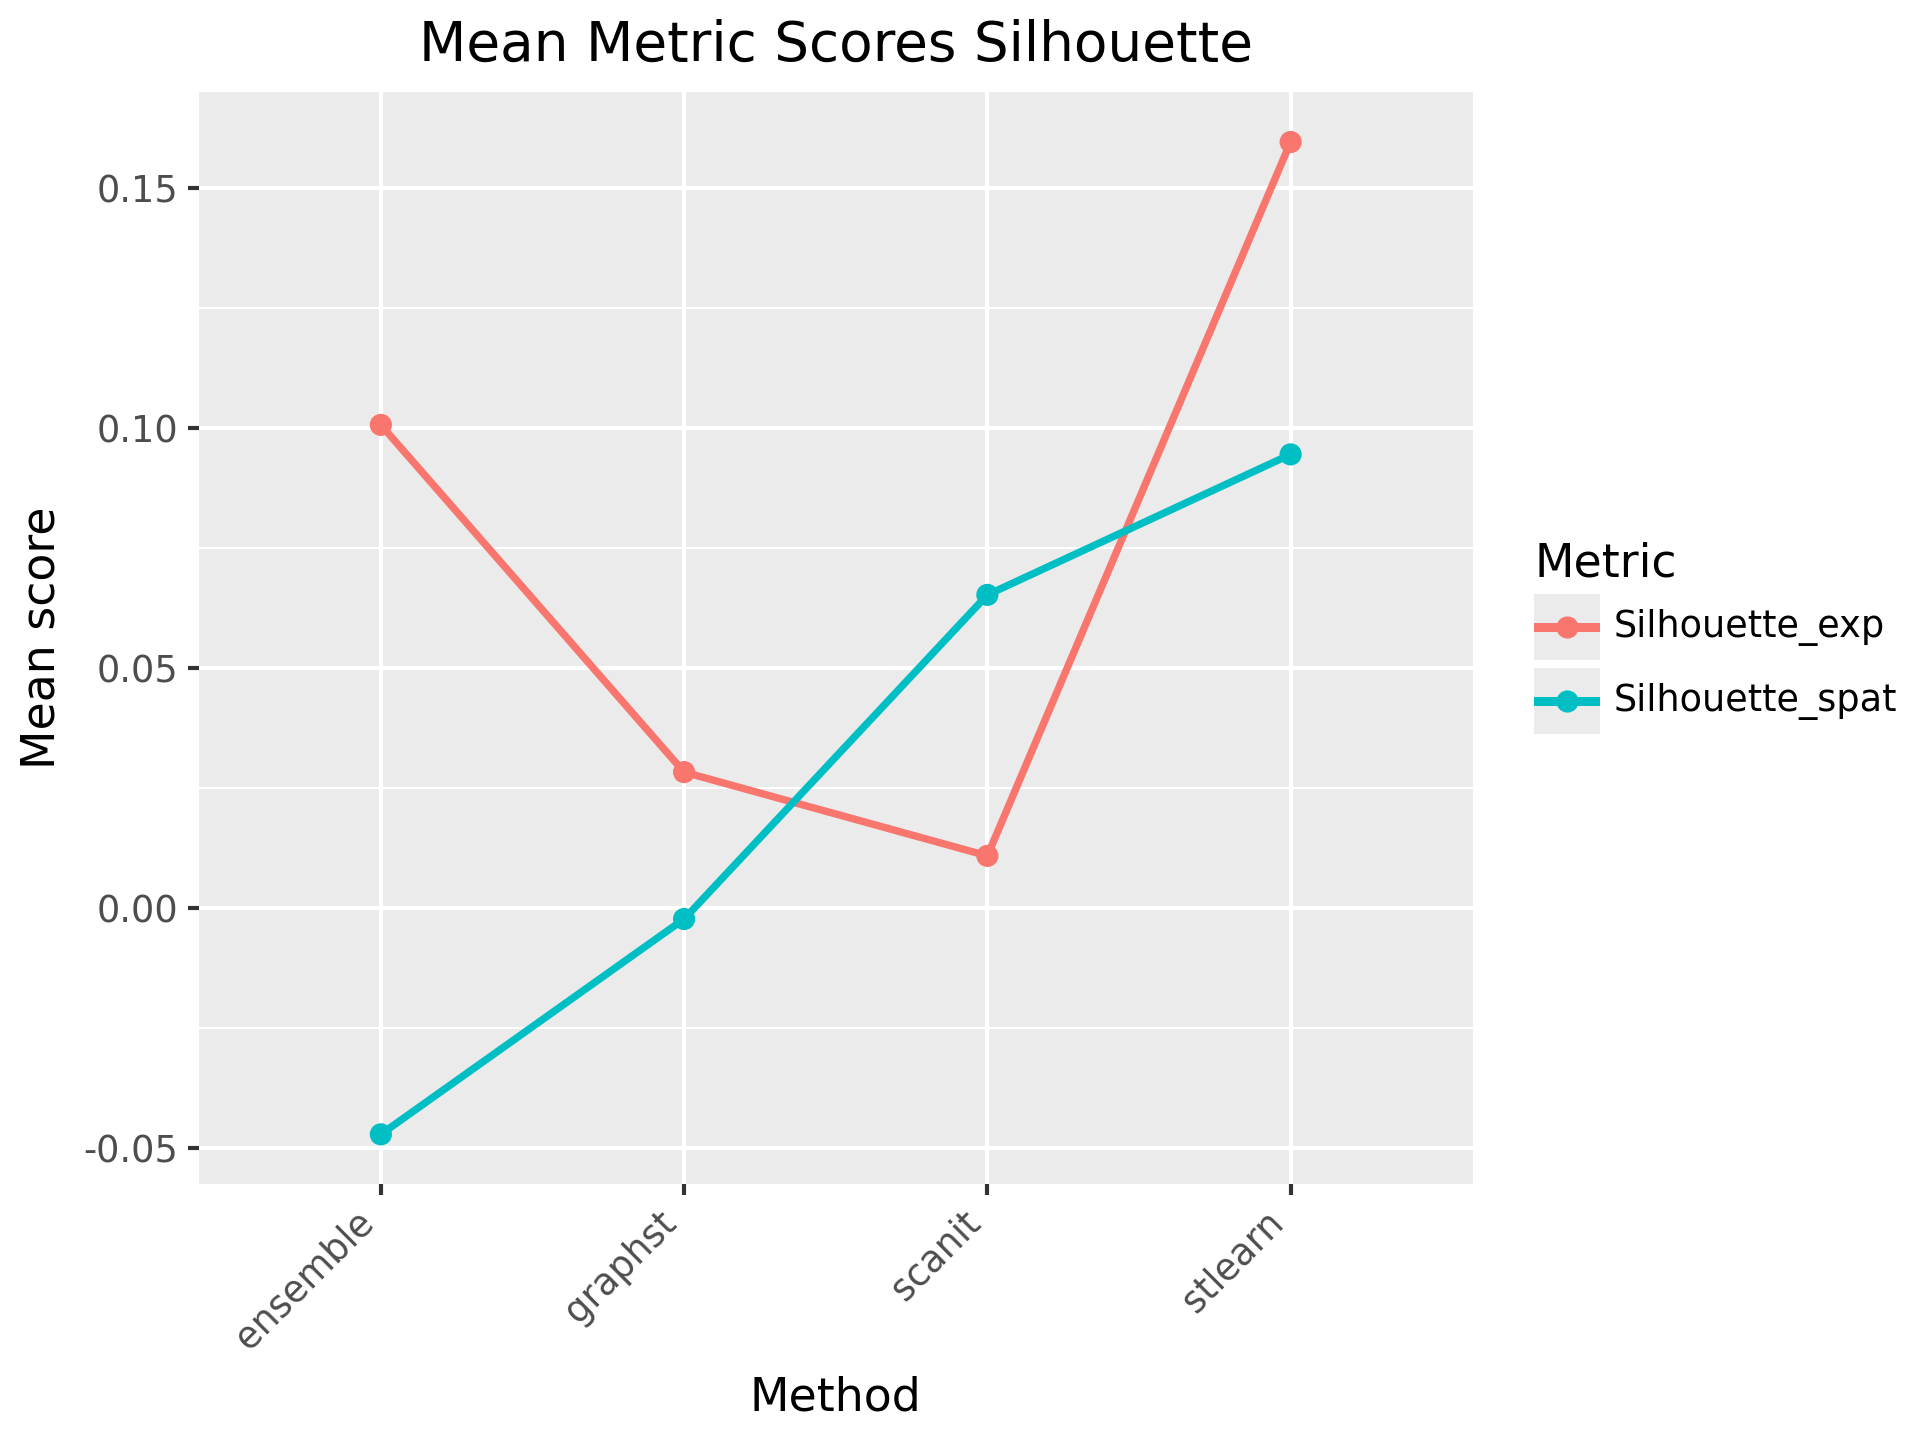 Mean Metric Scores Silhouette
Mean score
0.15
0.10
0.05
0.00
-0.05
ensemble
graphst
scanit
stlearn
Method
Metric
Silhouette_exp
Silhouette_spat